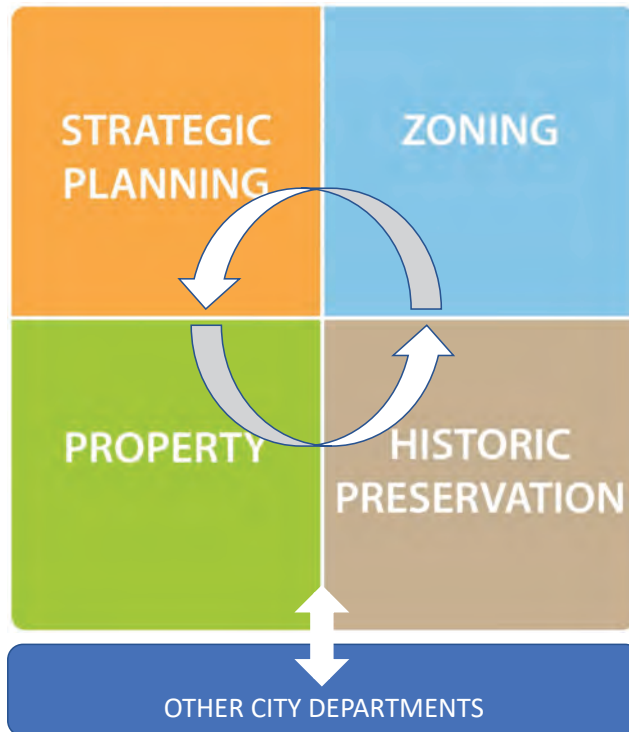 STRATEGIC
PLANNING
ZONING
PROPERTY
HISTORIC
PRESERVATION
OTHER CITY DEPARTMENTS